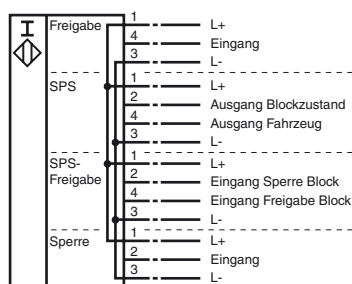 I
Freigabe
1 L+
4 Eingang
3 L-
SPS
1 L+
2 Ausgang Blockzustand
4 Ausgang Fahrzeug
3 L-
SPS-
Freigabe
1 L+
2 Eingang Sperre Block
4 Eingang Freigabe Block
3 L-
Sperre
1 L+
2 Eingang
3 L-